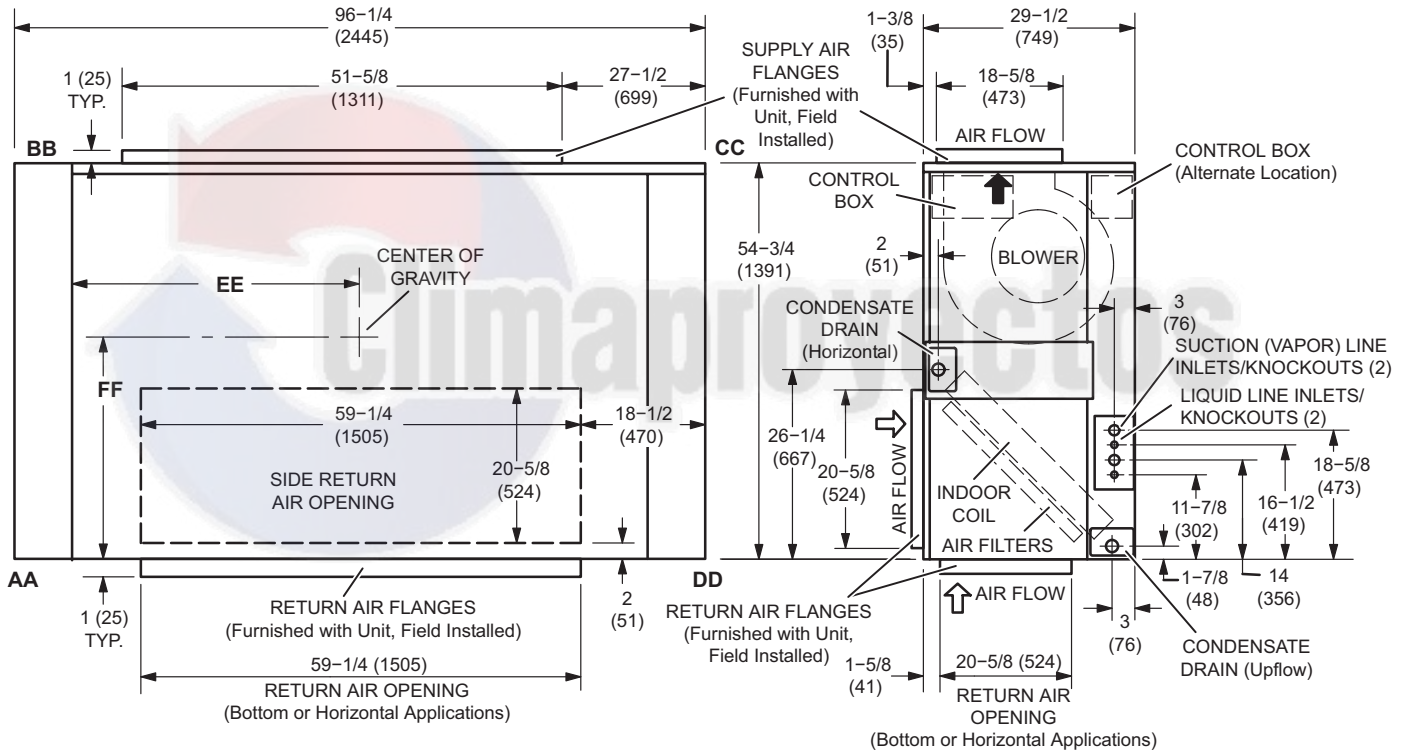 96-1/4
(2445)
1 (25)
TYP.
51-5/8
(1311)
27-1/2
(699)
SUPPLY AIR
FLANGES
(Furnished with
Unit, Field
Installed)
BB
CC
CENTER OF
GRAVITY
EE
FF
59-1/4
(1505)
18-1/2
(470)
20-5/8
(524)
SIDE RETURN
AIR OPENING
AA
DD
1 (25)
TYP.
RETURN AIR FLANGES
(Furnished with Unit, Field Installed)
2
(51)
59-1/4 (1505)
RETURN AIR OPENING
(Bottom or Horizontal Applications)
1-3/8
(35)
29-1/2
(749)
18-5/8
(473)
AIR FLOW
CONTROL BOX
(Alternate Location)
CONTROL
BOX
54-3/4
(1391)
2
(51)
BLOWER
CONDENSATE
DRAIN
(Horizontal)
3
(76)
SUCTION (VAPOR) LINE
INLETS/KNOCKOUTS (2)
LIQUID LINE INLETS/
KNOCKOUTS (2)
26-1/4
(667)
20-5/8
(524)
AIR FLOW
INDOOR
COIL
AIR FILTERS
11-7/8
(302)
16-1/2
(419)
18-5/8
(473)
1-7/8
(48)
14
(356)
3
(76)
CONDENSATE
DRAIN (Upflow)
RETURN AIR FLANGES
(Furnished with Unit,
Field Installed)
AIR FLOW
1-5/8
(41)
20-5/8 (524)
RETURN AIR
OPENING
(Bottom or Horizontal Applications)
Climaproyectos